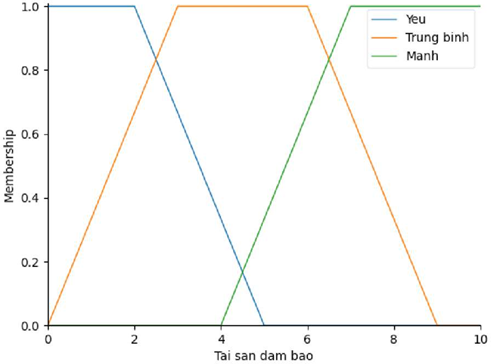 1.0
0.8
0.6
0.4
0.2
0.0
Membership
Yeu
Trung binh
Manh
0 2 4 6 8 10
Tai san dam bao